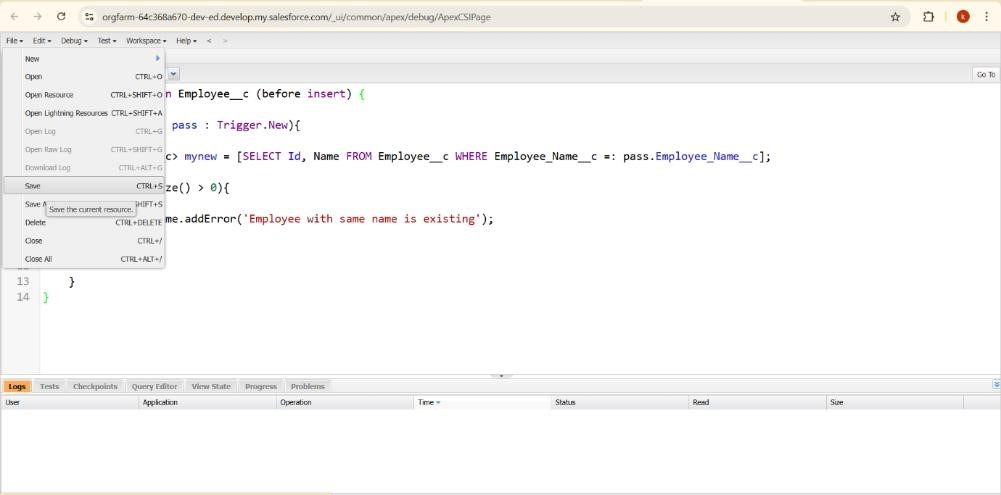 orgfarm-64c368a670-dev-ed.develop.my.salesforce.com/_ui/common/apex/debug/ApexCSIPage
k
File Edit Debug Test Workspace Help < >
New
Open CTRL+O
Go To
Open Resource CTRL+SHIFT+O n Employee__c (before insert) {
Open Lightning Resources CTRL+SHIFT+A
Open Log CTRL+G pass : Trigger.New){
Open Raw Log CTRL+SHIFT+G c> mynew = [SELECT Id, Name FROM Employee__c WHERE Employee_Name__c =: pass.Employee_Name__c];
Download Log CTRL+ALT+G
Save CTRL+S ze() > 0){
Save A SHIFT+S
Save the current resource.
Delete CTRL+DELETE me.addError('Employee with same name is existing');
Close CTRL+/
Close All CTRL+ALT+/
13 }
14 }
Logs Tests Checkpoints Query Editor View State Progress Problems
User Application Operation Time Status Read Size